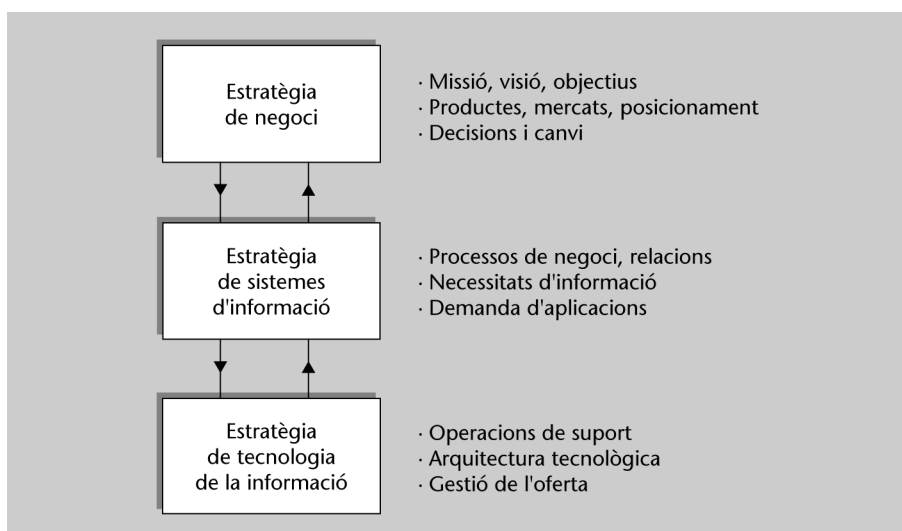 Estratègia
de negoci
· Missió, visió, objectius
· Productes, mercats, posicionament
· Decisions i canvi
Estratègia
de sistemes
d'informació
· Processos de negoci, relacions
· Necessitats d'informació
· Demanda d'aplicacions
Estratègia
de tecnologia
de la informació
· Operacions de suport
· Arquitectura tecnològica
· Gestió de l'oferta